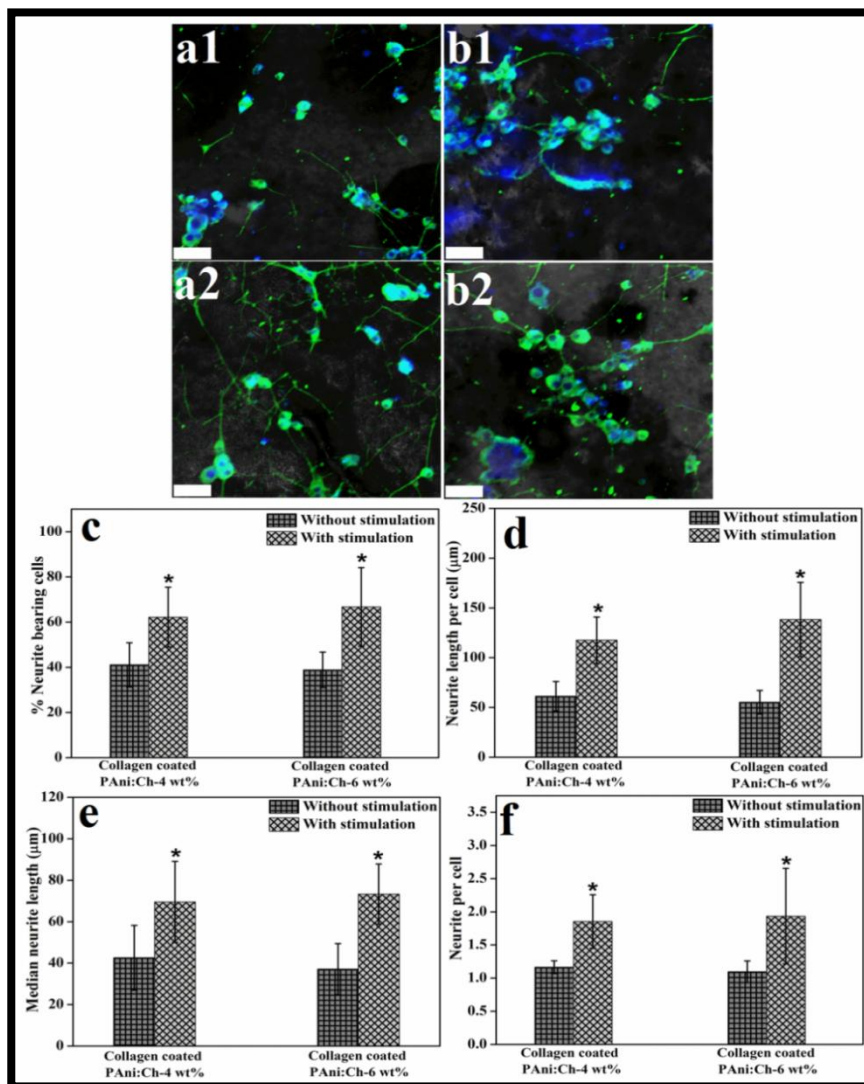 a1
b1
a2
b2
c
Without stimulation
With stimulation
*
*
% Neurite bearing cells
100
80
60
40
20
0
Collagen coated
PAni:Ch-4 wt%
Collagen coated
PAni:Ch-6 wt%
d
Without stimulation
With stimulation
*
*
Neurite length per cell (μm)
250
200
150
100
50
0
Collagen coated
PAni:Ch-4 wt%
Collagen coated
PAni:Ch-6 wt%
e
Without stimulation
With stimulation
*
*
Median neurite length (μm)
120
100
80
60
40
20
0
Collagen coated
PAni:Ch-4 wt%
Collagen coated
PAni:Ch-6 wt%
f
Without stimulation
With stimulation
*
*
Neurite per cell
3.5
3.0
2.5
2.0
1.5
1.0
0.5
0.0
Collagen coated
PAni:Ch-4 wt%
Collagen coated
PAni:Ch-6 wt%